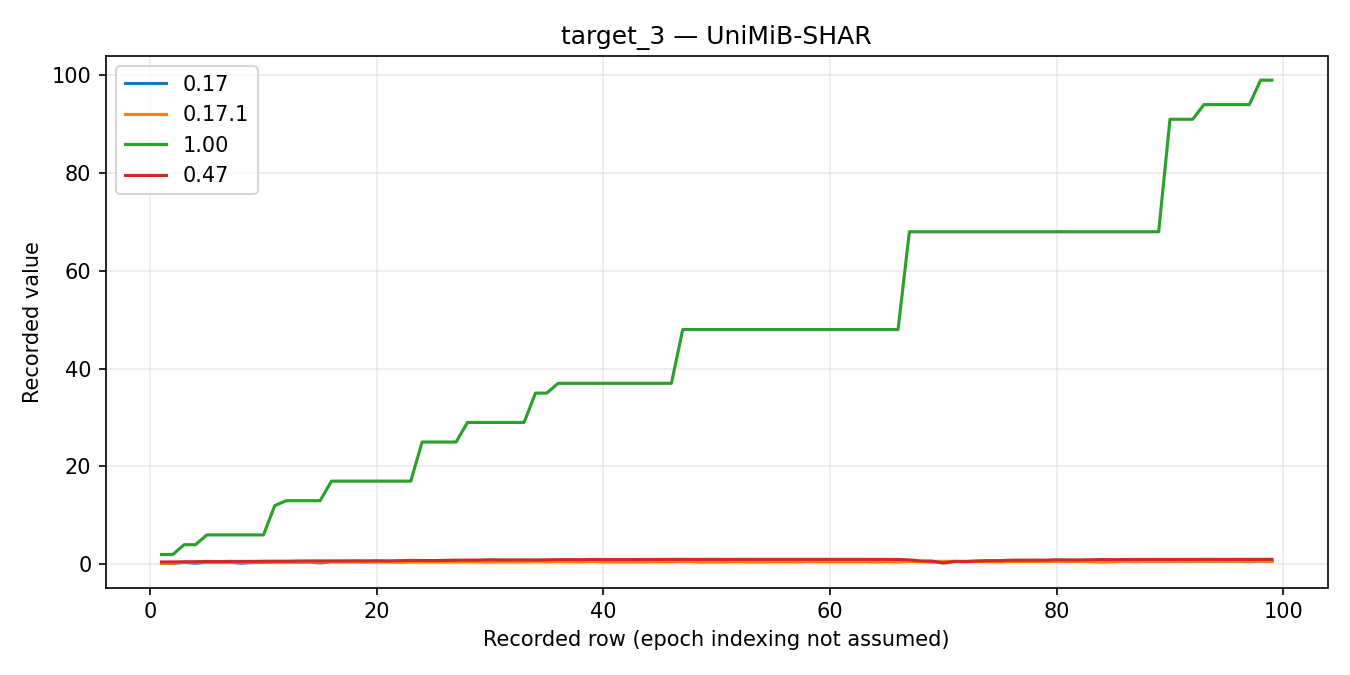 target_3 — UniMiB-SHAR
0.17
0.17.1
1.00
0.47
Recorded value
100
80
60
40
20
0
0 20 40 60 80 100
Recorded row (epoch indexing not assumed)